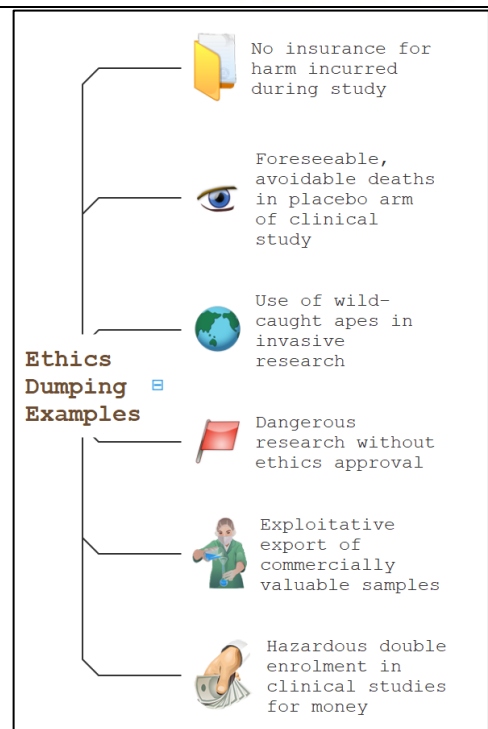 No insurance for
harm incurred
during study
Foreseeable,
avoidable deaths
in placebo arm
of clinical
study
Use of wild-
caught apes in
invasive
research
Ethics
Dumping
Examples
Dangerous
research without
ethics approval
Exploitative
export of
commercially
valuable samples
Hazardous double
enrolment in
clinical studies
for money